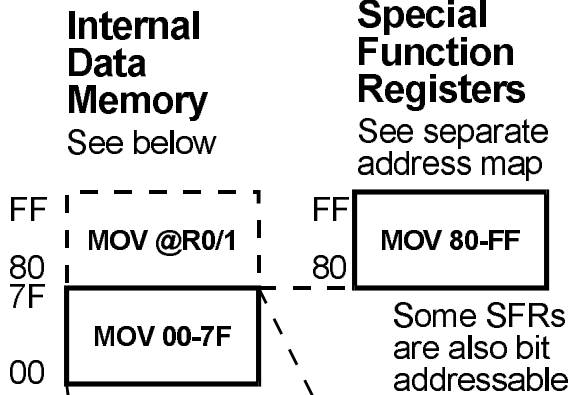 Internal
Data
Memory
See below
FF
MOV @R0/1
80
7F
MOV 00-7F
00
Special
Function
Registers
See separate
address map
FF
MOV 80-FF
80
Some SFRs
are also bit
addressable